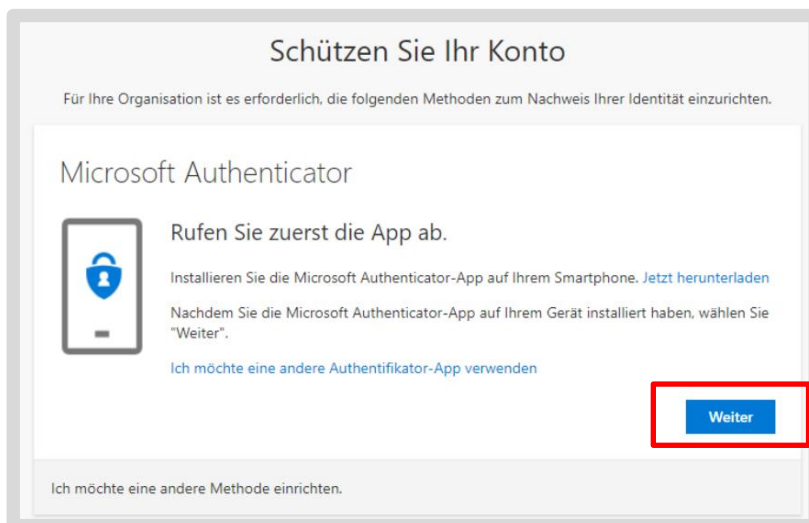 Schützen Sie Ihr Konto
Für Ihre Organisation ist es erforderlich, die folgenden Methoden zum Nachweis Ihrer Identität einzurichten.
Microsoft Authenticator
Rufen Sie zuerst die App ab.
Installieren Sie die Microsoft Authenticator-App auf Ihrem Smartphone. Jetzt herunterladen
Nachdem Sie die Microsoft Authenticator-App auf Ihrem Gerät installiert haben, wählen Sie
"Weiter".
Ich möchte eine andere Authentifikator-App verwenden
Weiter
Ich möchte eine andere Methode einrichten.